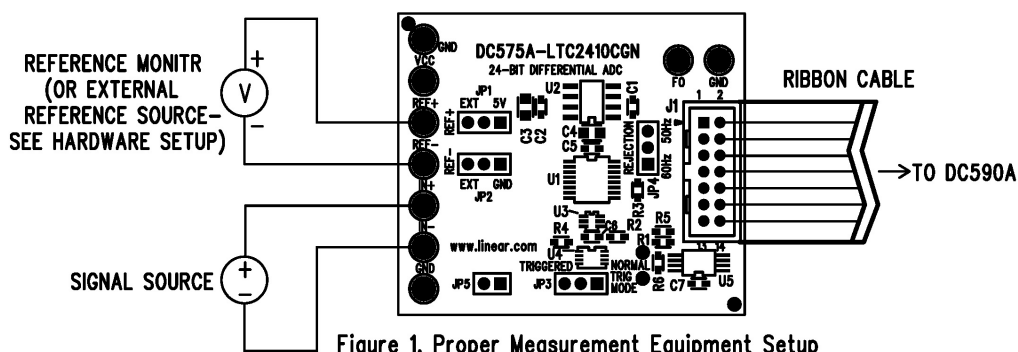 REFERENCE MONITR
(OR EXTERNAL
REFERENCE SOURCE-
SEE HARDWARE SETUP)
+
V
-
SIGNAL SOURCE
+
-
GND
VCC
REF+
REF-
IN+
IN-
GND
DC575A-LTC2410CGN
24-BIT DIFFERENTIAL ADC
JP1
EXT 5V
REF+
REF-
EXT GND
JP2
C3
C2
U2
C1
C4
C5
U1
REJECTION
50Hz
60Hz
JP4
R3
U3
C6
R2
R4
U4
www.linear.com
TRIGGERED
NORMAL
TRIG
MODE
JP5
JP3
R1
R5
R6
C7
U5
FO
GND
J1
1 2
13 14
RIBBON CABLE
TO DC590A
Figure 1. Proper Measurement Equipment Setup